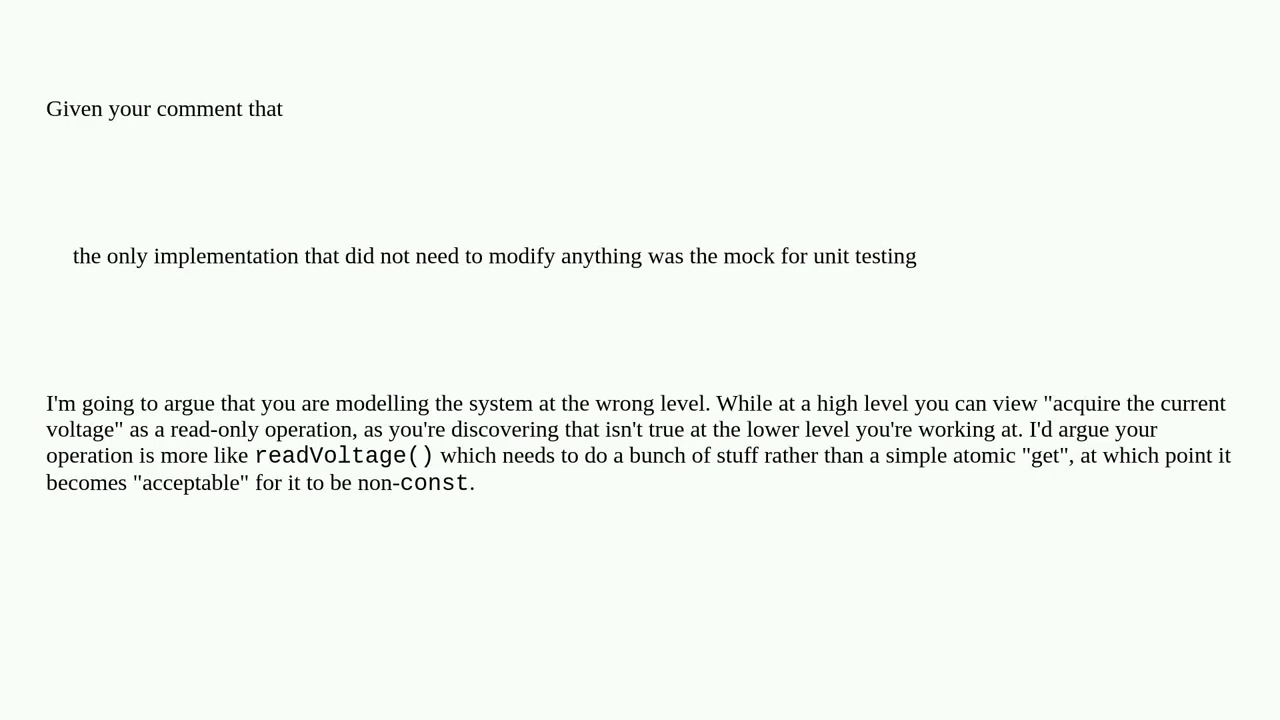 Given your comment that
the only implementation that did not need to modify anything was the mock for unit testing
I'm going to argue that you are modelling the system at the wrong level. While at a high level you can view "acquire the current
voltage" as a read-only operation, as you're discovering that isn't true at the lower level you're working at. I'd argue your
operation is more like readVoltage() which needs to do a bunch of stuff rather than a simple atomic "get", at which point it
becomes "acceptable" for it to be non-const.